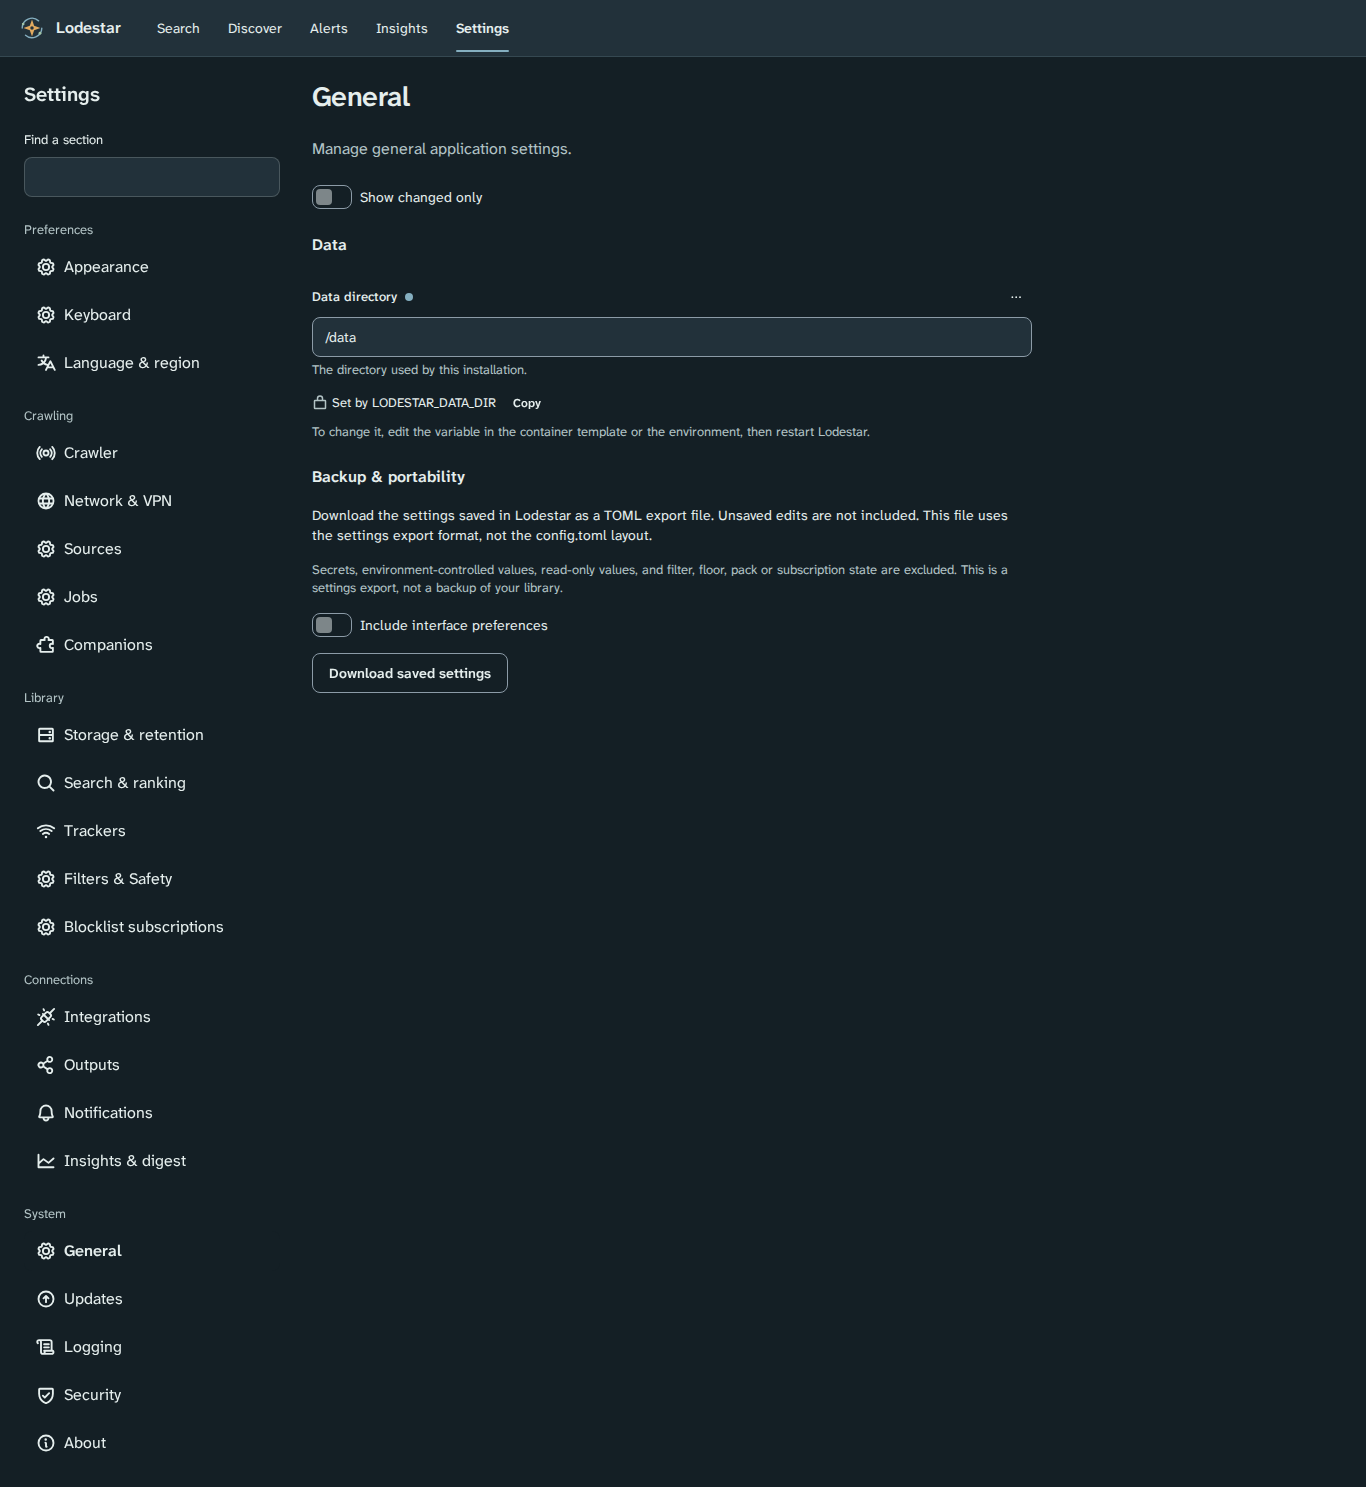 Lodestar
Search
Discover
Alerts
Insights
Settings
Settings
Find a section
Preferences
Appearance
Keyboard
Language & region
Crawling
Crawler
Network & VPN
Sources
Jobs
Companions
Library
Storage & retention
Search & ranking
Trackers
Filters & Safety
Blocklist subscriptions
Connections
Integrations
Outputs
Notifications
Insights & digest
System
General
Updates
Logging
Security
About
General
Manage general application settings.
Show changed only
Data
Data directory
...
/data
The directory used by this installation.
Set by LODESTAR_DATA_DIR
Copy
To change it, edit the variable in the container template or the environment, then restart Lodestar.
Backup & portability
Download the settings saved in Lodestar as a TOML export file. Unsaved edits are not included. This file uses
the settings export format, not the config.toml layout.
Secrets, environment-controlled values, read-only values, and filter, floor, pack or subscription state are excluded. This is a
settings export, not a backup of your library.
Include interface preferences
Download saved settings